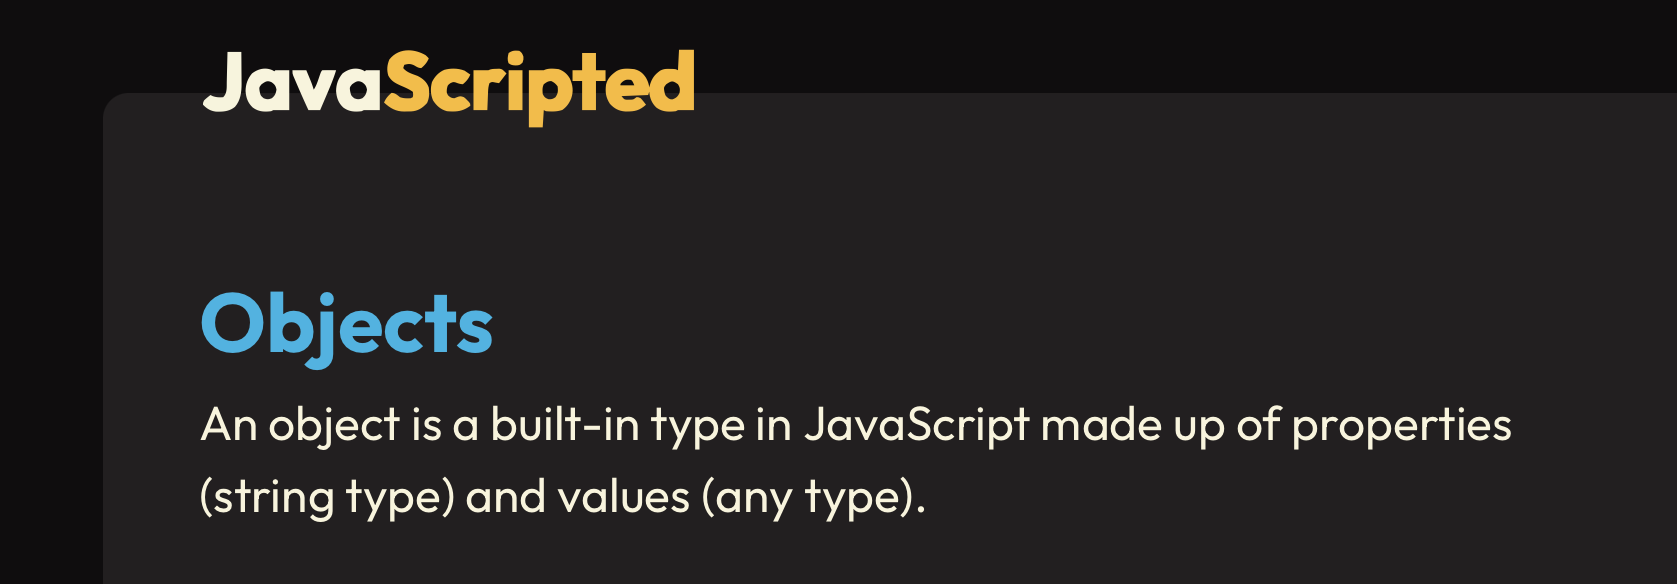 JavaScripted
Objects
An object is a built-in type in JavaScript made up of properties
(string type) and values (any type).